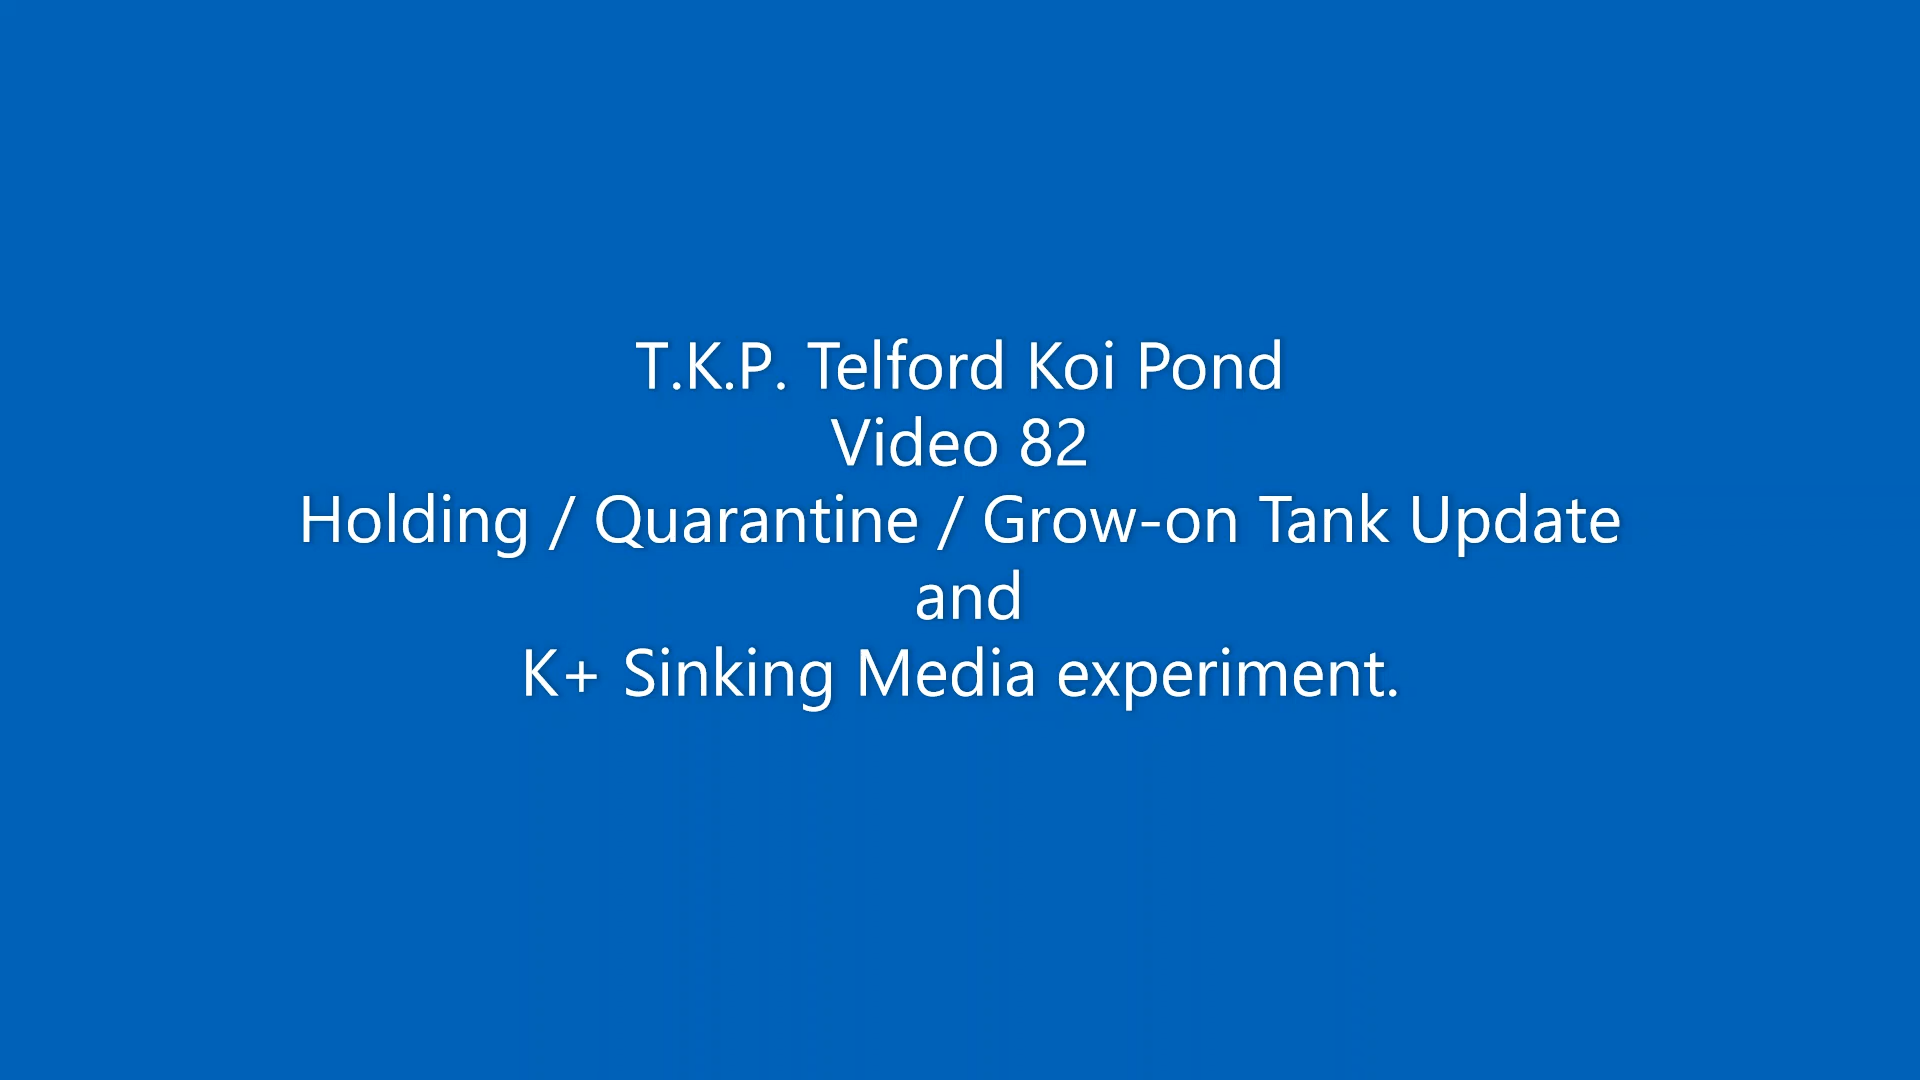 T.K.P. Telford Koi Pond
Video 82
Holding / Quarantine / Grow-on Tank Update
and
K+ Sinking Media experiment.